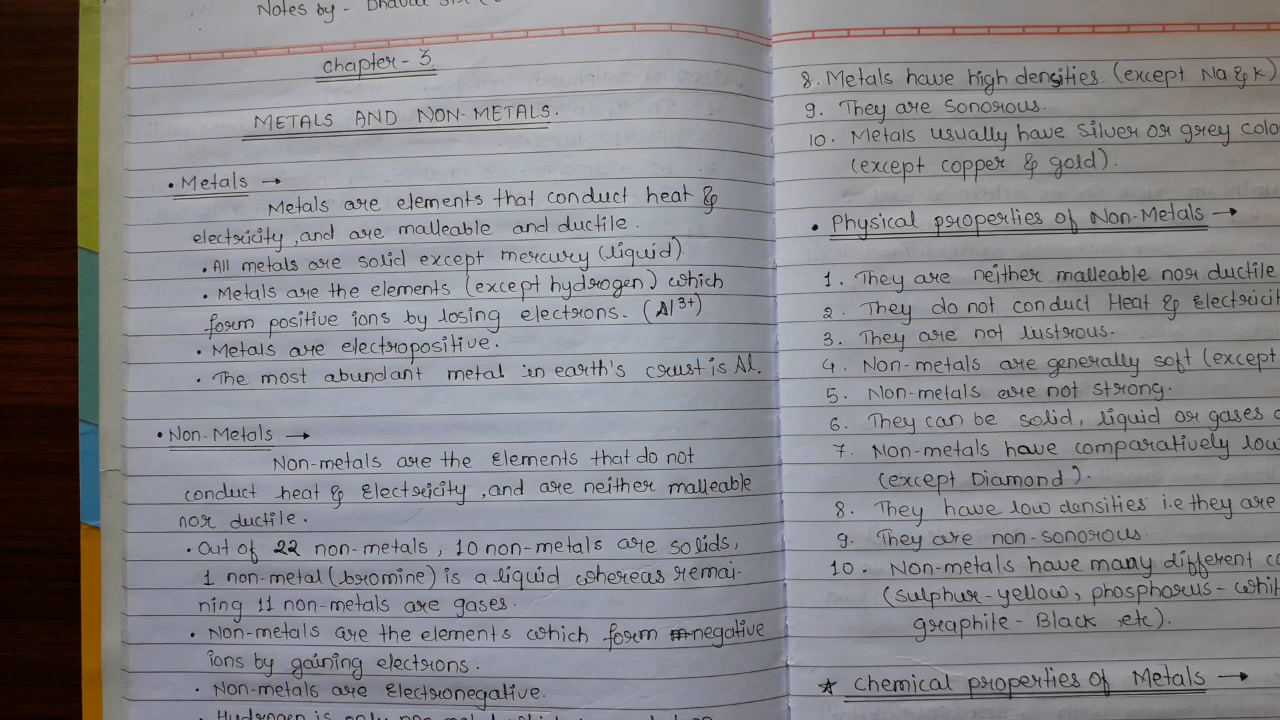 Notes by -
Chapter - 3
METALS AND NON-METALS.
• Metals →
Metals are elements that conduct heat &
electricity, and are malleable and ductile.
• All metals are solid except mercury (liquid).
• Metals are the elements (except hydrogen) which
form positive ions by losing electrons. (Al³⁺)
• Metals are electropositive.
• The most abundant metal in earth's crust is Al.
• Non-Metals →
Non-metals are the Elements that do not
conduct heat & Electricity, and are neither malleable
nor ductile.
• Out of 22 non-metals, 10 non-metals are solids,
1 non-metal (bromine) is a liquid whereas remai-
ning 11 non-metals are gases.
• Non-metals are the elements which form negative
ions by gaining electrons.
• Non-metals are Electronegative.
• Hydrogen is only non
8. Metals have high densities (except Na & K)
9. They are sonorous.
10. Metals usually have silver or grey colo
(except copper & gold).
• Physical properties of Non-Metals →
1. They are neither malleable nor ductile
2. They do not conduct Heat & Electricit
3. They are not lustrous.
4. Non-metals are generally soft (except
5. Non-metals are not strong.
6. They can be solid, liquid or gases
7. Non-metals have comparatively low
(except Diamond).
8. They have low densities i.e they are
9. They are non-sonorous.
10. Non-metals have many different co
(sulphur-yellow, phosphorus - whit
graphite - Black, etc).
★ Chemical properties of Metals →